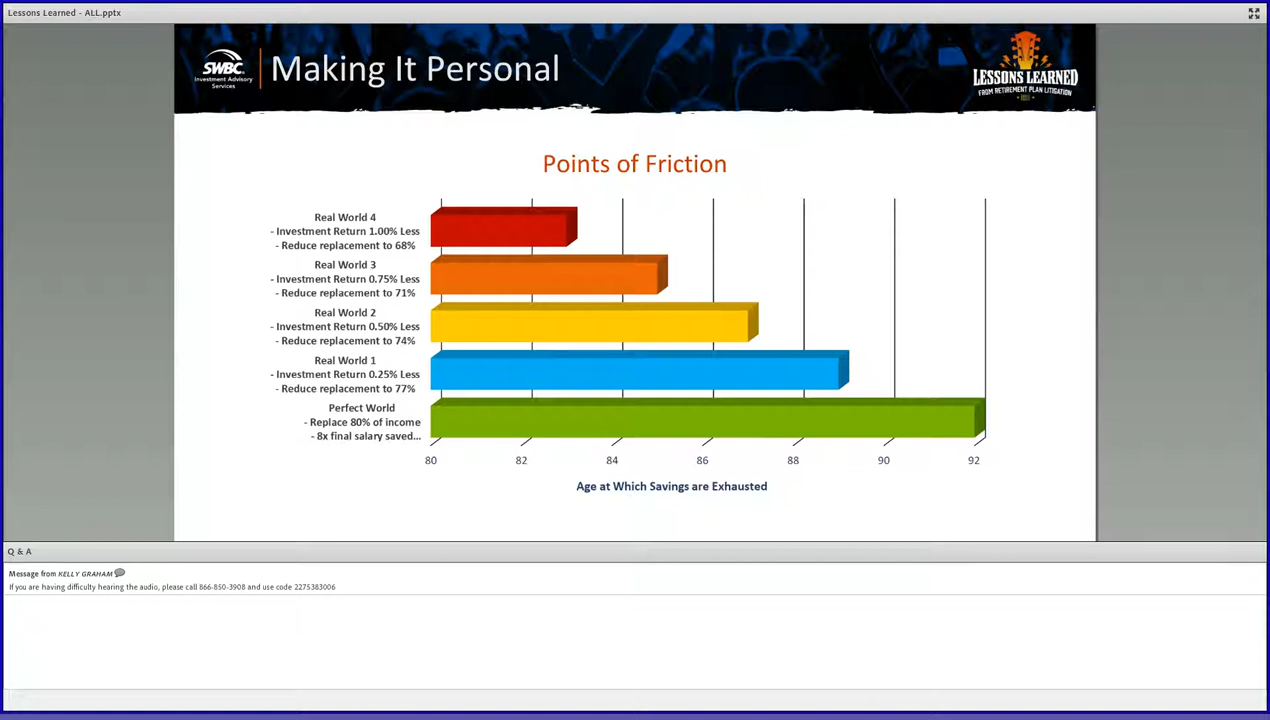 Lessons Learned - ALL.pptx
SWBC
Investment Advisory
Services
Making It Personal
LESSONS LEARNED
FROM RETIREMENT PLAN LITIGATION
Points of Friction
Real World 4
- Investment Return 1.00% Less
- Reduce replacement to 68%
Real World 3
- Investment Return 0.75% Less
- Reduce replacement to 71%
Real World 2
- Investment Return 0.50% Less
- Reduce replacement to 74%
Real World 1
- Investment Return 0.25% Less
- Reduce replacement to 77%
Perfect World
- Replace 80% of income
- 8x final salary saved...
80 82 84 86 88 90 92
Age at Which Savings are Exhausted
Q & A
Message from KELLY GRAHAM
If you are having difficulty hearing the audio, please call 866-850-3908 and use code 2275383006